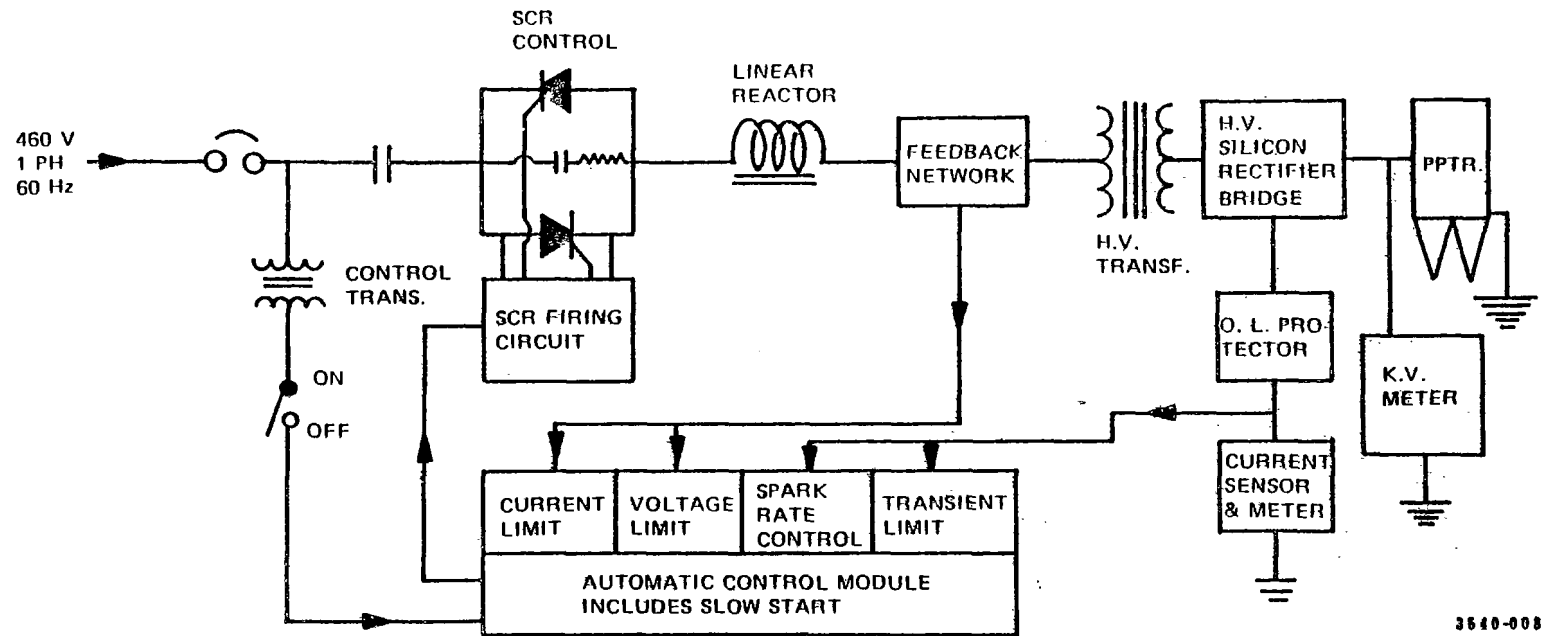 SCR
CONTROL
LINEAR
REACTOR
460 V
1 PH
60 Hz
FEEDBACK
NETWORK
H.V.
SILICON
RECTIFIER
BRIDGE
PPTR.
H.V.
TRANSF.
CONTROL
TRANS.
SCR FIRING
CIRCUIT
O. L. PRO-
TECTOR
K.V.
METER
ON
OFF
CURRENT
LIMIT
VOLTAGE
LIMIT
SPARK
RATE
CONTROL
TRANSIENT
LIMIT
CURRENT
SENSOR
& METER
AUTOMATIC CONTROL MODULE
INCLUDES SLOW START
3540-008